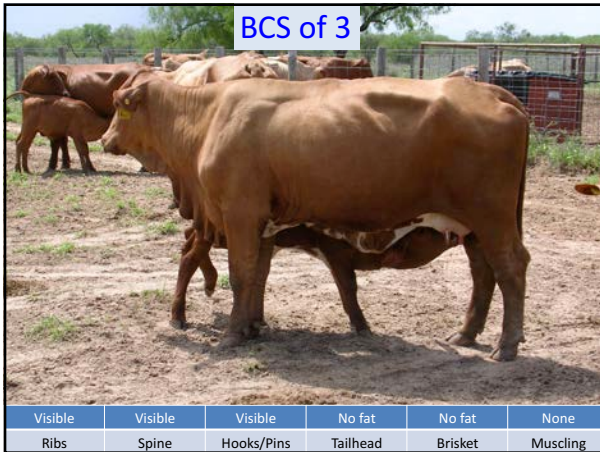 BCS of 3
Visible Visible Visible No fat No fat None
Ribs Spine Hooks/Pins Tailhead Brisket Muscling